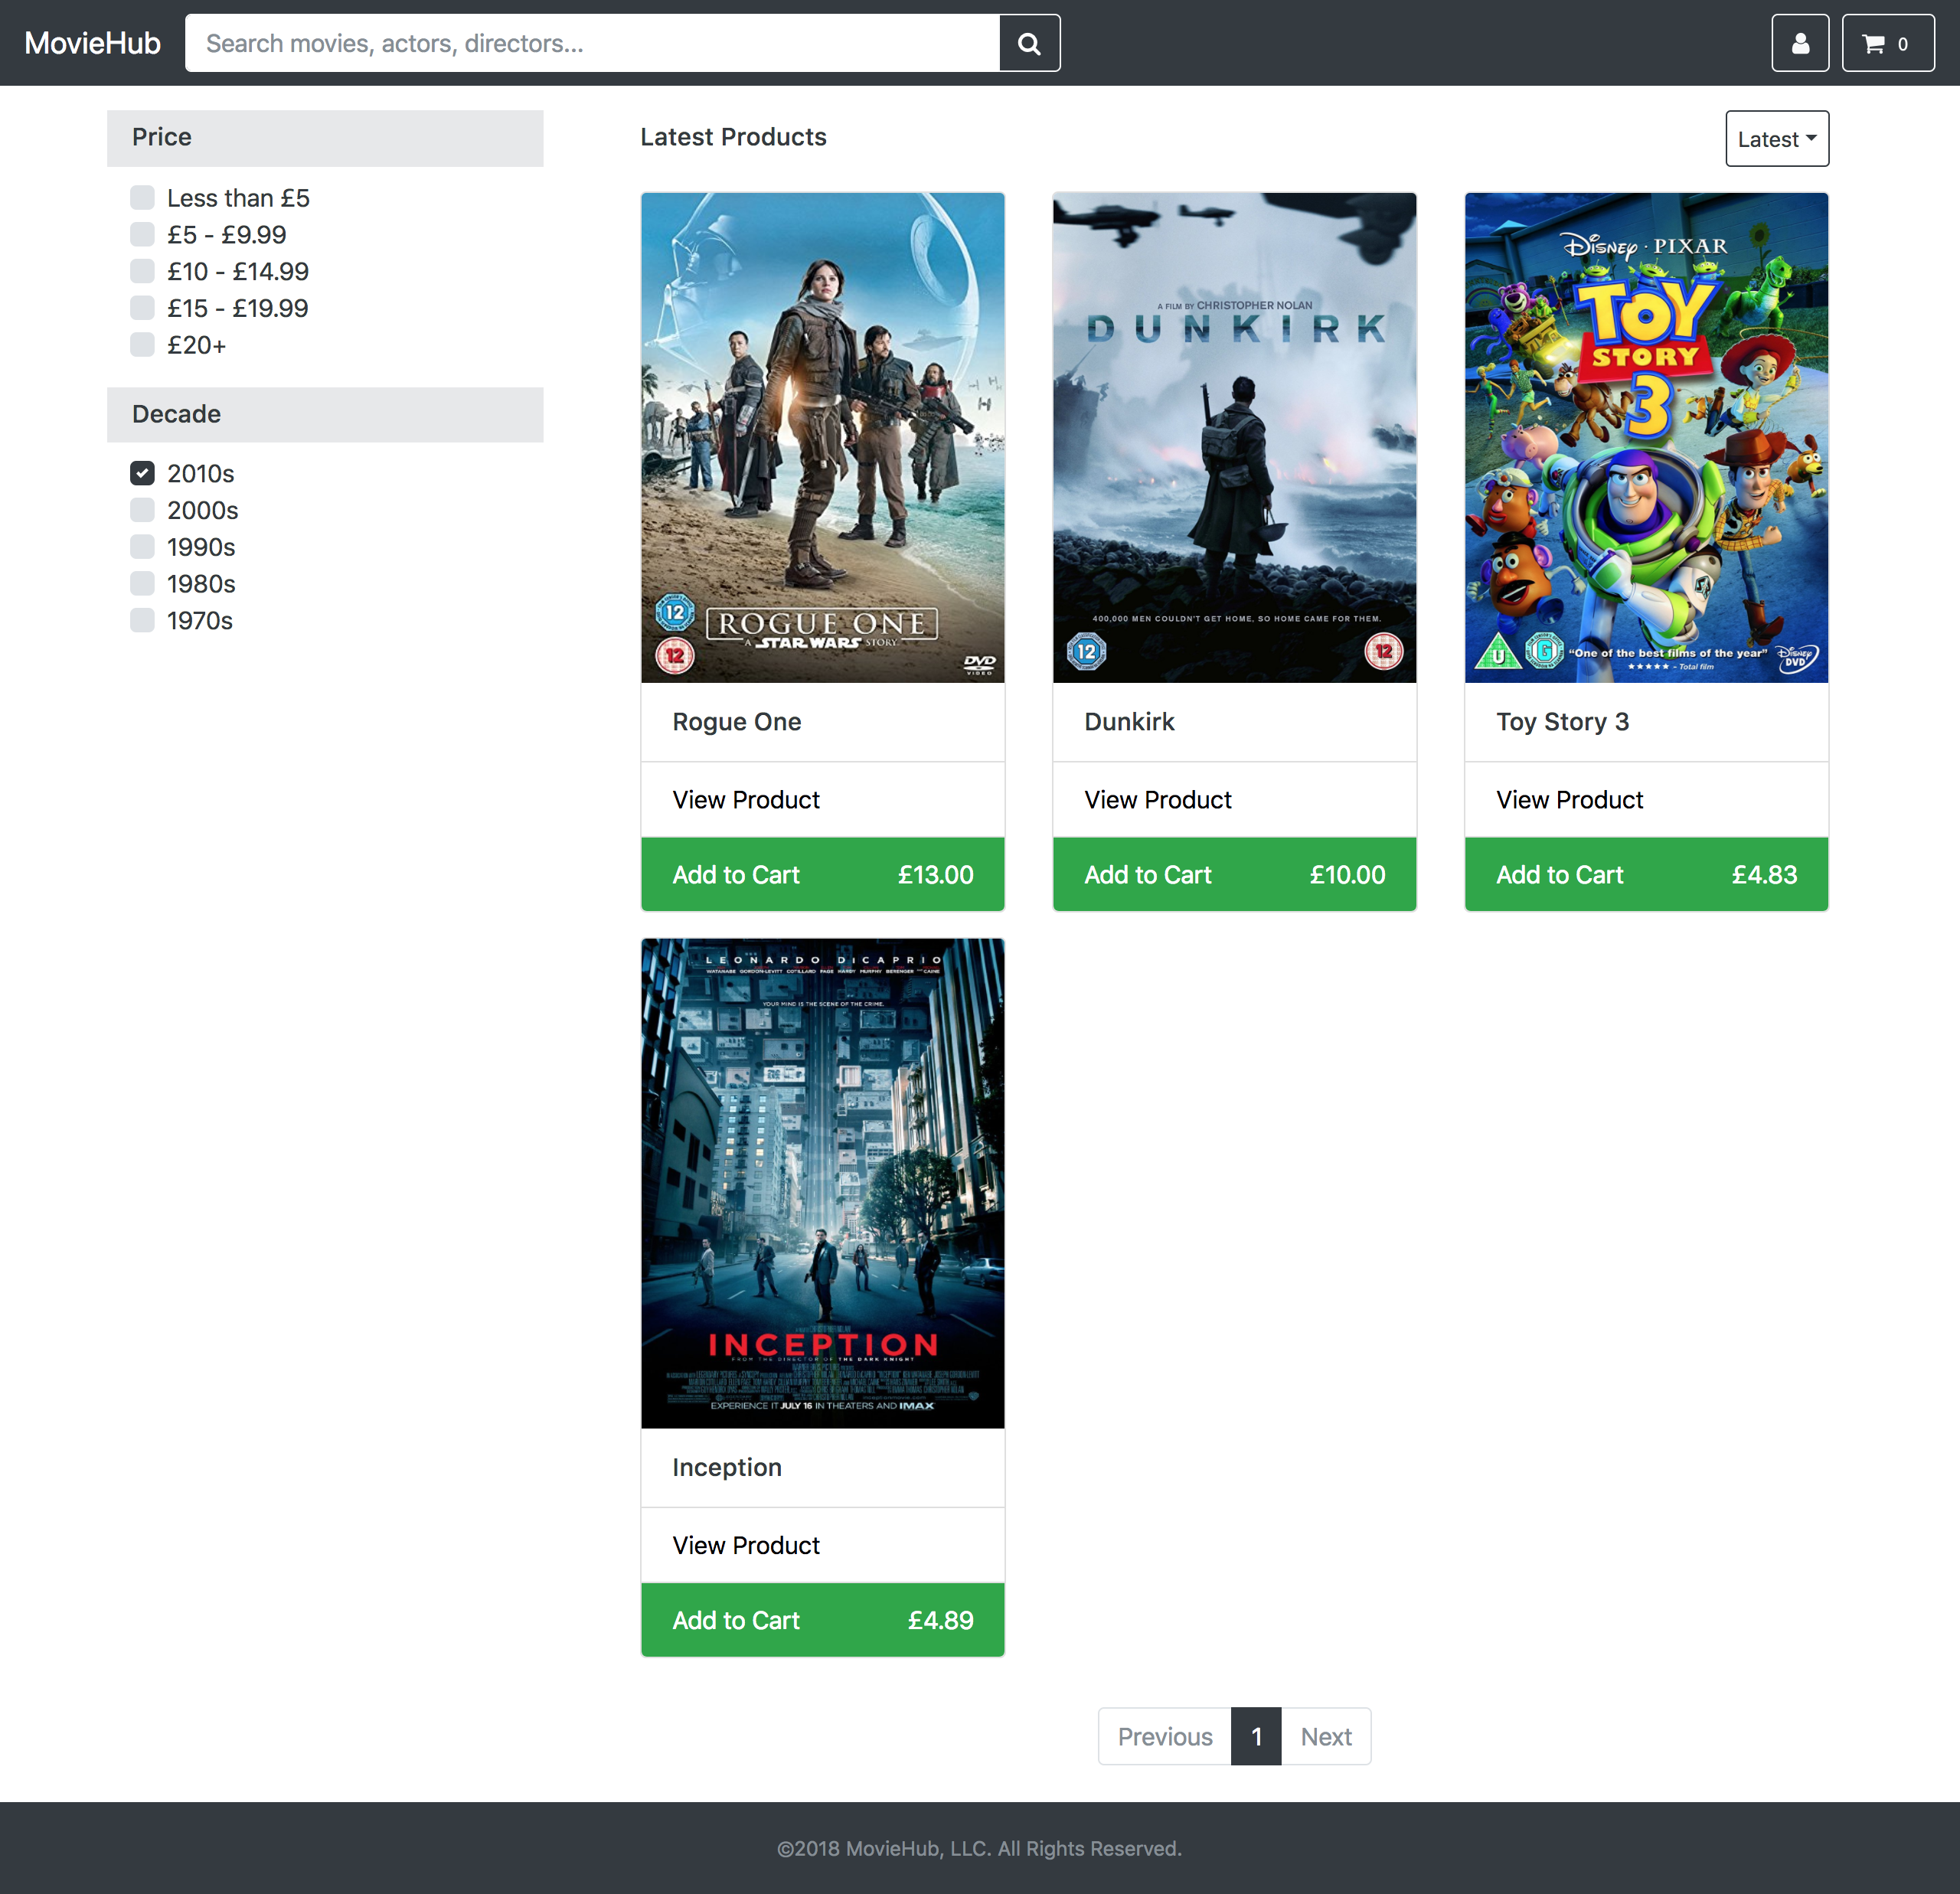 MovieHub
Search movies, actors, directors...
0
Price
Less than £5
£5 - £9.99
£10 - £14.99
£15 - £19.99
£20+
Decade
2010s
2000s
1990s
1980s
1970s
Latest Products
Latest
12
12
ROGUE ONE
A STAR WARS STORY
DVD
VIDEO
Rogue One
View Product
Add to Cart £13.00
A FILM BY CHRISTOPHER NOLAN
DUNKIRK
400,000 MEN COULDN'T GET HOME, SO HOME CAME FOR THEM.
12
12
Dunkirk
View Product
Add to Cart £10.00
Disney · PIXAR
TOY
STORY
3
U
G
"One of the best films of the year"
★★★★★ - Total film
Disney
DVD
Toy Story 3
View Product
Add to Cart £4.83
LEONARDO DICAPRIO
WATANABE GORDON-LEVITT COTILLARD PAGE HARDY MURPHY BERENGER AND CAINE
YOUR MIND IS THE SCENE OF THE CRIME.
INCEPTION
FROM THE DIRECTOR OF THE DARK KNIGHT
EXPERIENCE IT JULY 16 IN THEATERS AND IMAX
Inception
View Product
Add to Cart £4.89
Previous 1 Next
©2018 MovieHub, LLC. All Rights Reserved.